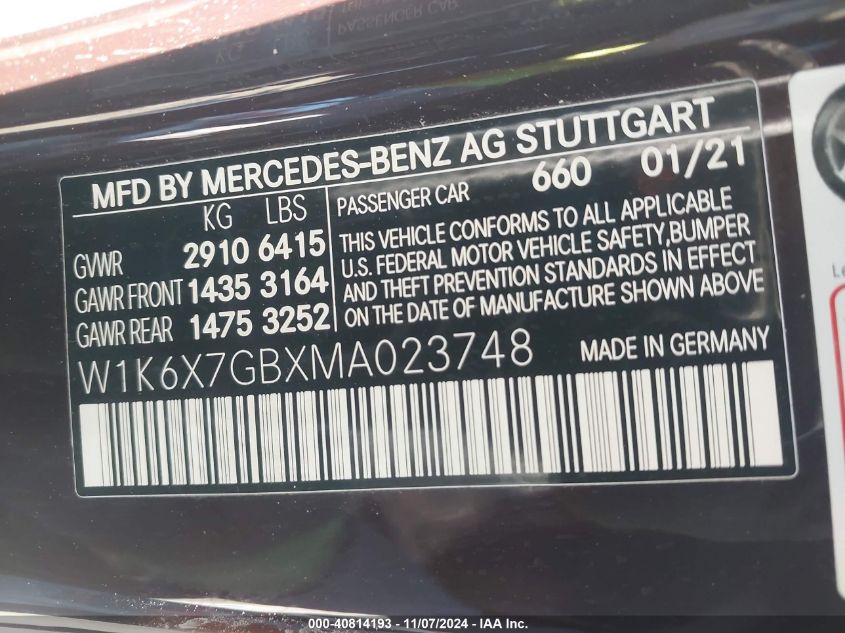 MFD BY MERCEDES-BENZ AG STUTTGART
KG LBS
GVWR 2910 6415
GAWR FRONT 1435 3164
GAWR REAR 1475 3252
PASSENGER CAR 660 01/21
THIS VEHICLE CONFORMS TO ALL APPLICABLE
U.S. FEDERAL MOTOR VEHICLE SAFETY,BUMPER
AND THEFT PREVENTION STANDARDS IN EFFECT
ON THE DATE OF MANUFACTURE SHOWN ABOVE
W1K6X7GBXMA023748 MADE IN GERMANY
000-40814193 - 11/07/2024 - IAA Inc.